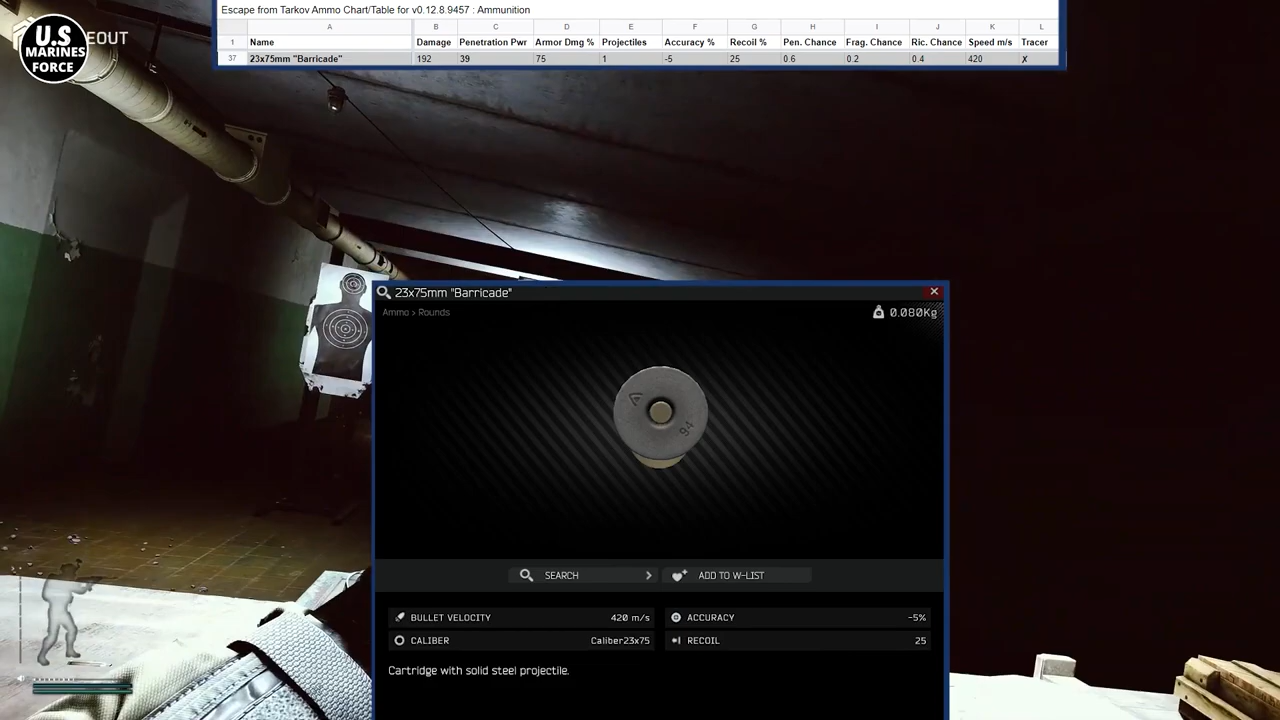 Escape from Tarkov Ammo Chart/Table for v0.12.8.9457 : Ammunition
A B C D E F G H I J K L
1 Name Damage Penetration Pwr Armor Dmg % Projectiles Accuracy % Recoil % Pen. Chance Frag. Chance Ric. Chance Speed m/s Tracer
37 23x75mm "Barricade" 192 39 75 1 -5 25 0.6 0.2 0.4 420 ✗
U.S
MARINES
FORCE
EOUT
23x75mm "Barricade"
Ammo > Rounds
0.080Kg
94
SEARCH
ADD TO W-LIST
BULLET VELOCITY 420 m/s
ACCURACY -5%
CALIBER Caliber23x75
RECOIL 25
Cartridge with solid steel projectile.